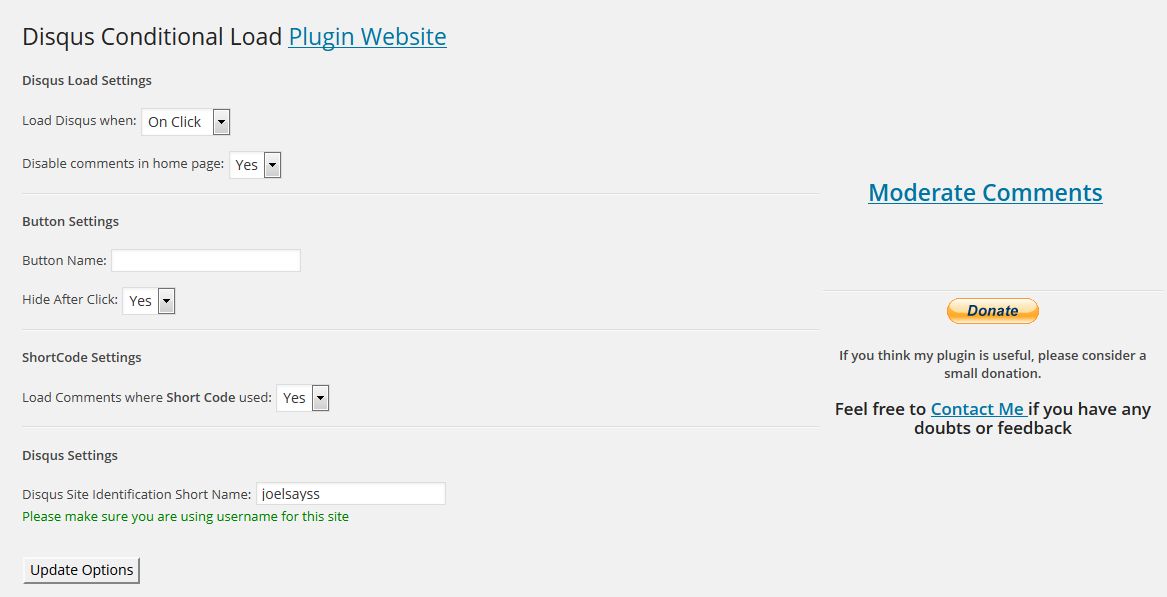 Disqus Conditional Load Plugin Website
Disqus Load Settings
Load Disqus when: On Click
Disable comments in home page: Yes
Button Settings
Button Name:
Hide After Click: Yes
ShortCode Settings
Load Comments where Short Code used: Yes
Disqus Settings
Disqus Site Identification Short Name: joelsayss
Please make sure you are using username for this site
Update Options
Moderate Comments
Donate
If you think my plugin is useful, please consider a
small donation.
Feel free to Contact Me if you have any
doubts or feedback